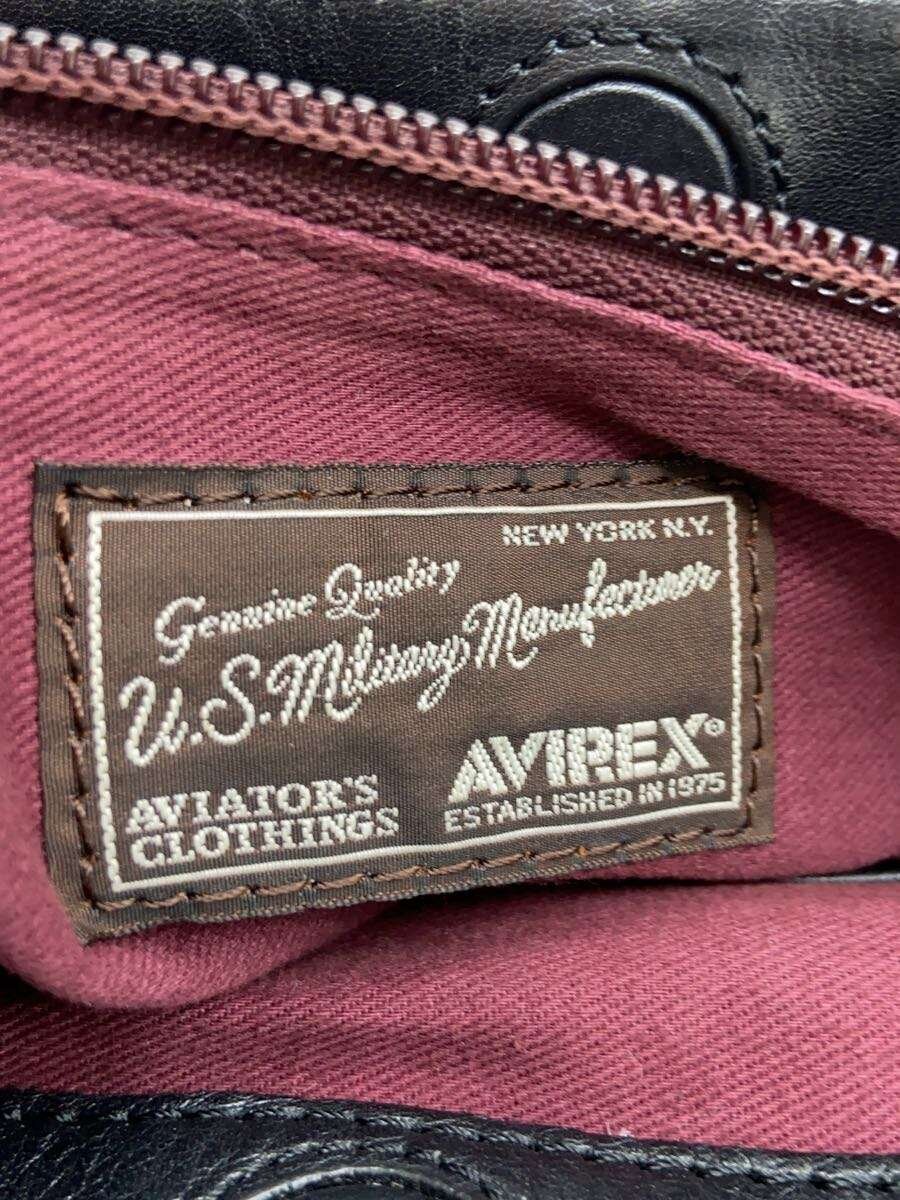 NEW YORK N.Y.
Genuine Quality
U.S. Military Manufacturer
AVIREX®
ESTABLISHED IN 1975
AVIATOR'S
CLOTHINGS